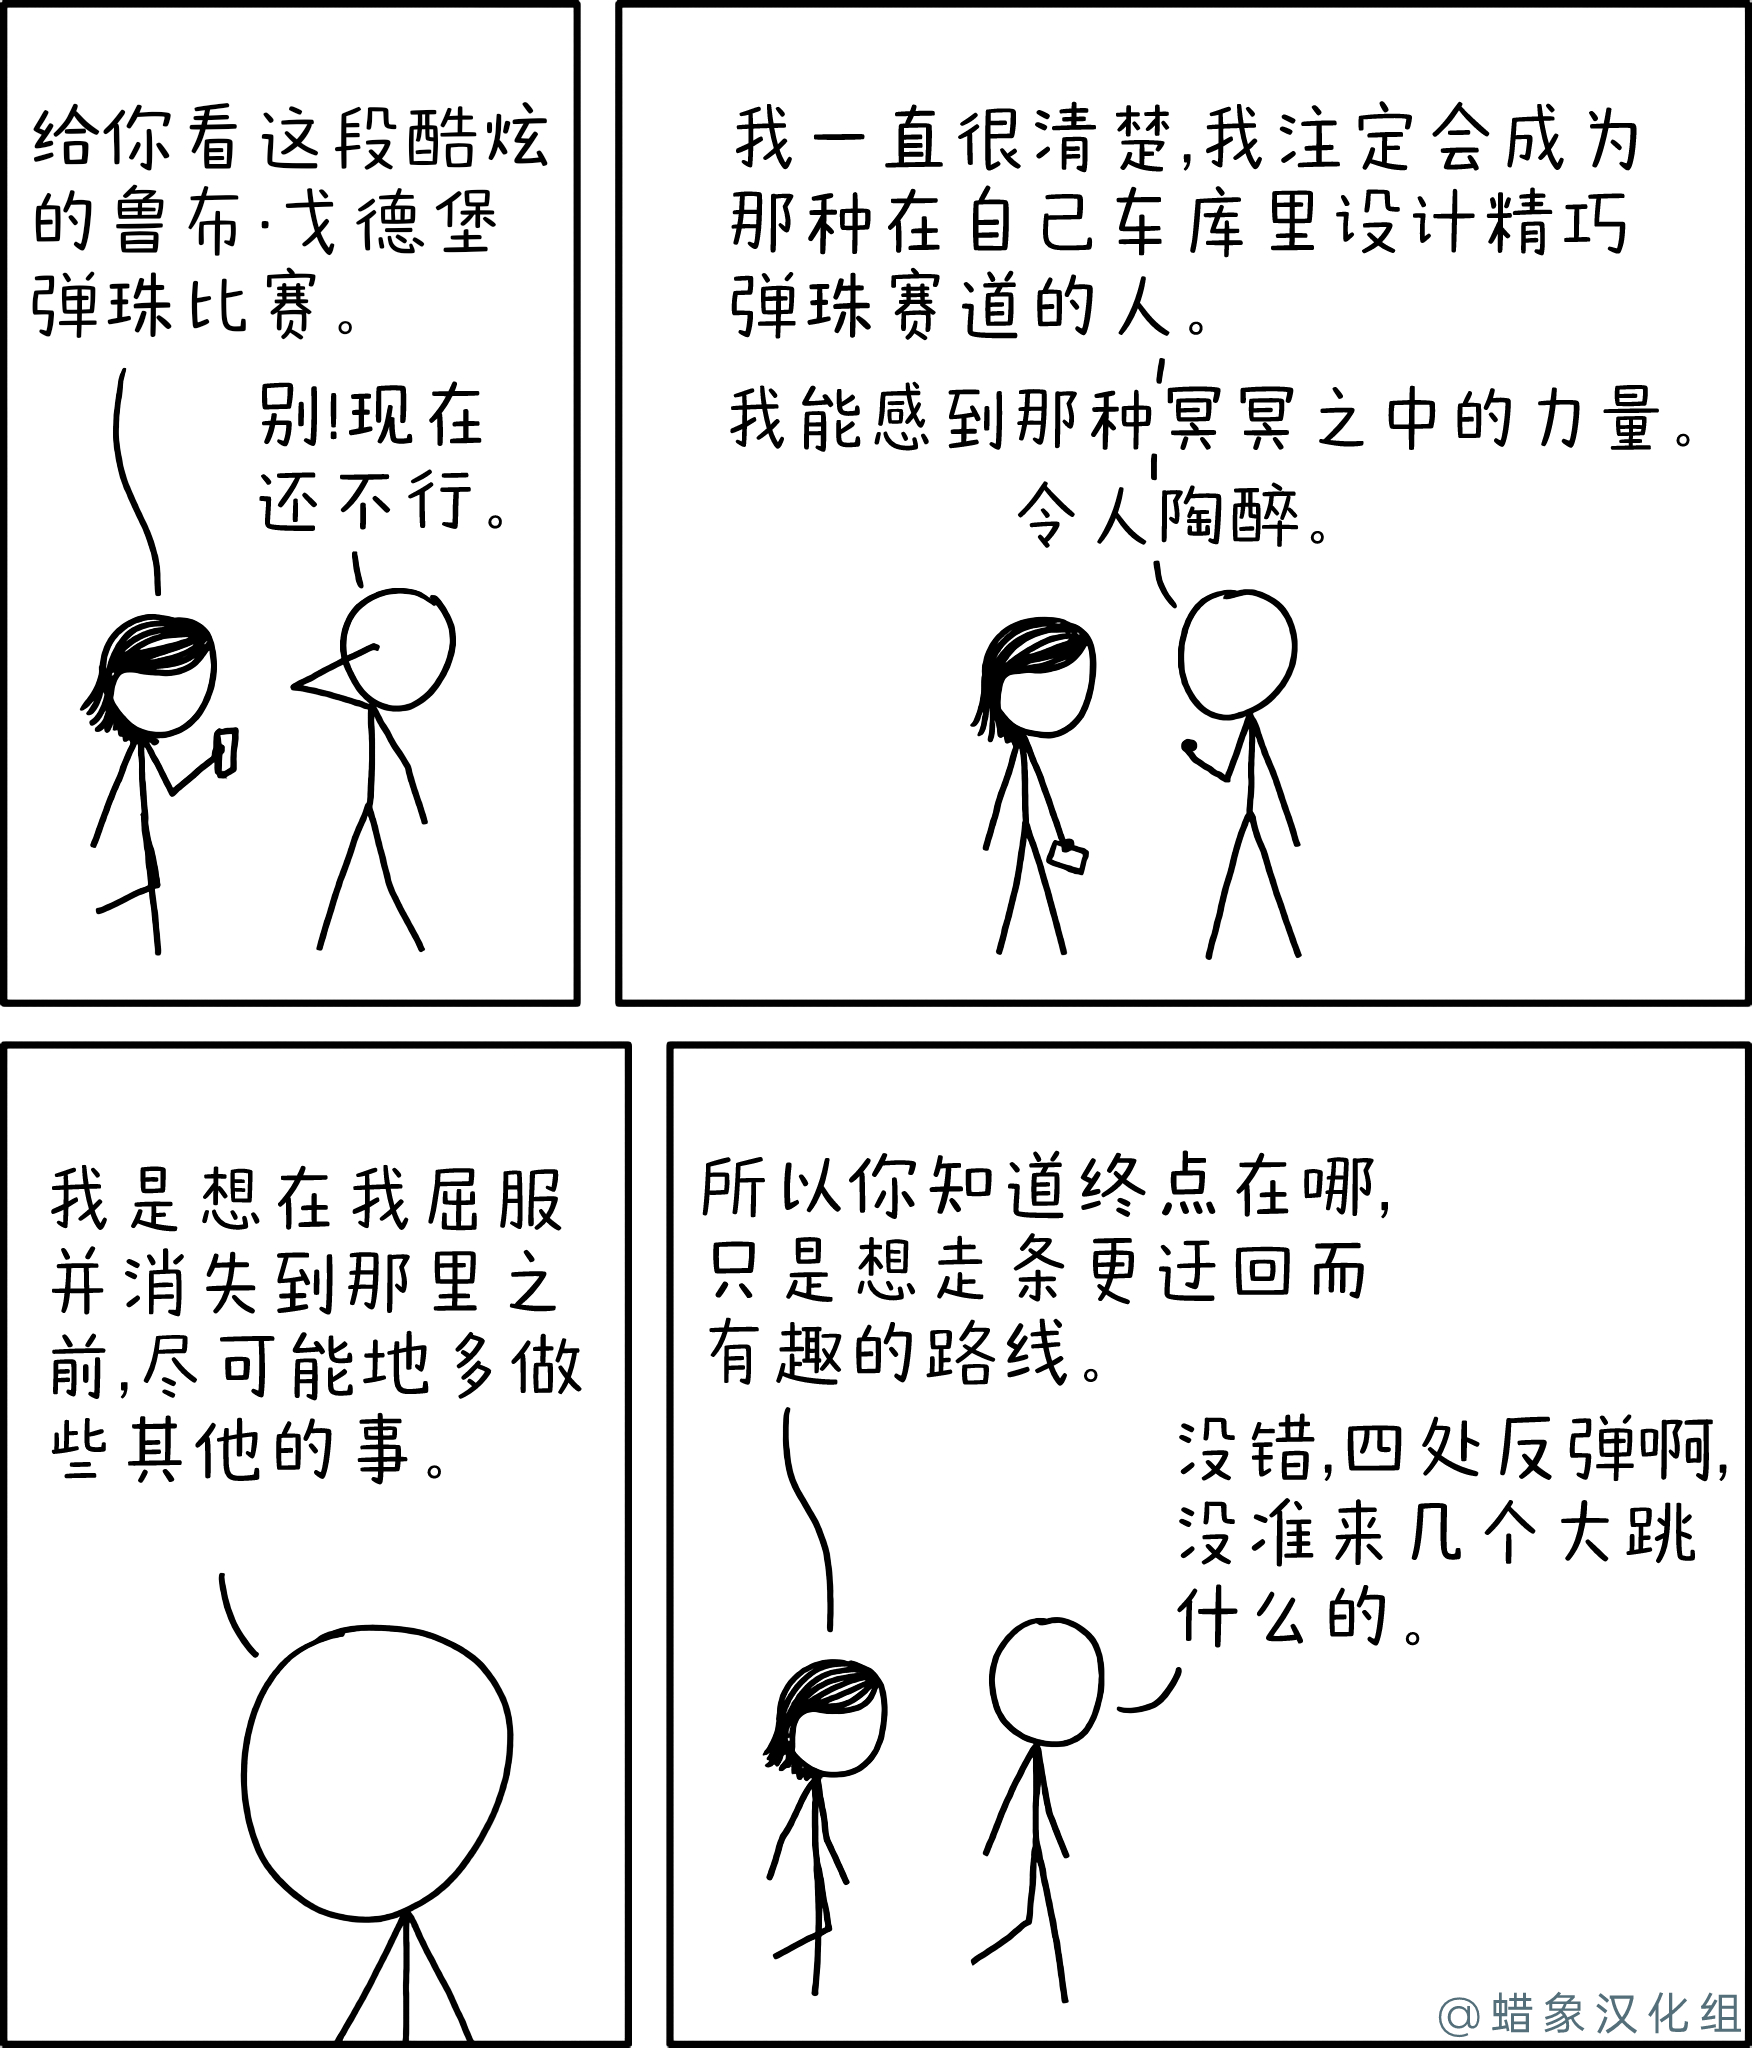 给你看这段酷炫
的鲁布·戈德堡
弹珠比赛。
别!现在
还不行。
我一直很清楚,我注定会成为
那种在自己车库里设计精巧
弹珠赛道的人。
我能感到那种冥冥之中的力量。
令人陶醉。
我是想在我屈服
并消失到那里之
前,尽可能地多做
些其他的事。
所以你知道终点在哪,
只是想走条更迂回而
有趣的路线。
没错,四处反弹啊,
没准来几个大跳
什么的。
@蜡象汉化组